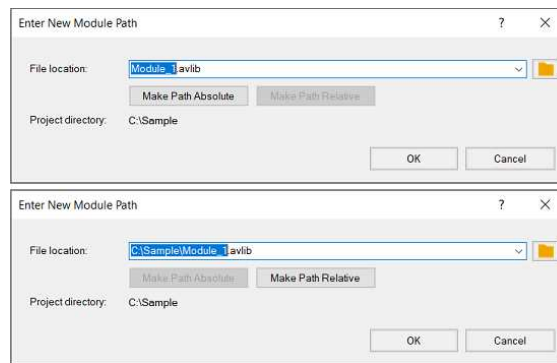 Enter New Module Path ? ×
File location: Module_1.avlib
Make Path Absolute Make Path Relative
Project directory: C:\Sample
OK Cancel
Enter New Module Path ? ×
File location: C:\Sample\Module_1.avlib
Make Path Absolute Make Path Relative
Project directory: C:\Sample
OK Cancel